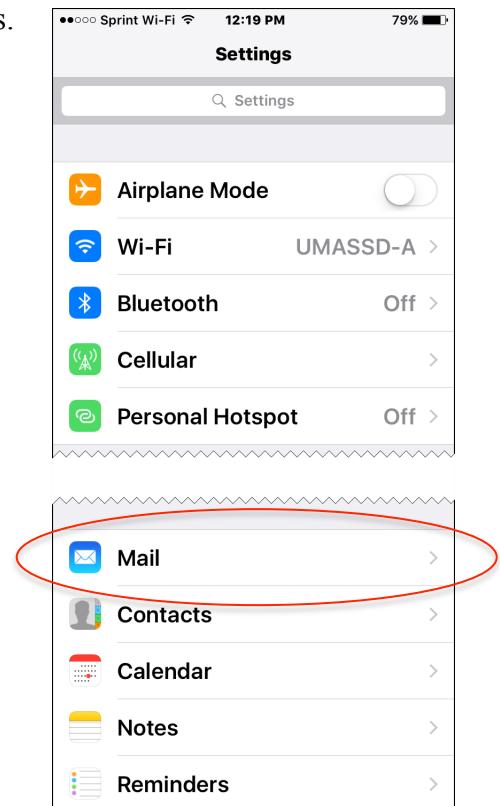 s.
●●○○○ Sprint Wi-Fi 12:19 PM 79%
Settings
Settings
Airplane Mode
Wi-Fi UMASSD-A
Bluetooth Off
Cellular
Personal Hotspot Off
Mail
Contacts
Calendar
Notes
Reminders